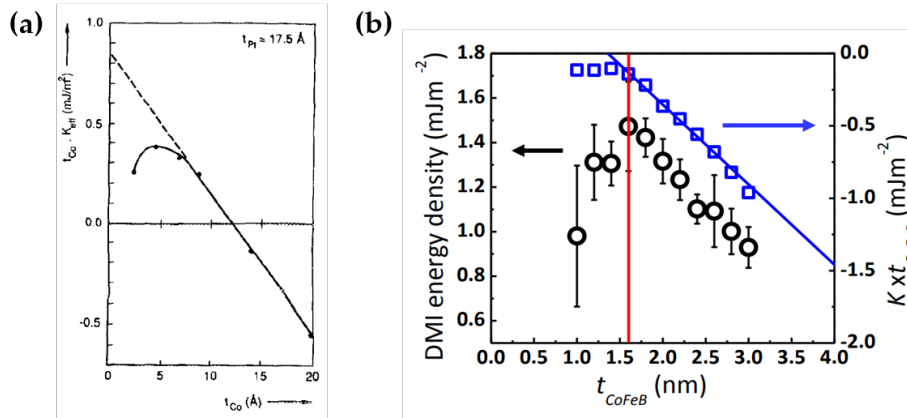 (a)
t_Co · K_eff (mJ/m²) →
1.0
0.5
0.0
-0.5
t_Pt = 17.5 Å
0 5 10 15 20
t_Co (Å) →
(b)
DMI energy density (mJm⁻²)
1.8
1.6
1.4
1.2
1.0
0.8
0.6
0.0
-0.5
-1.0
-1.5
-2.0
(mJm⁻²)
K xt
0.0 0.5 1.0 1.5 2.0 2.5 3.0 3.5 4.0
t_CoFeB (nm)